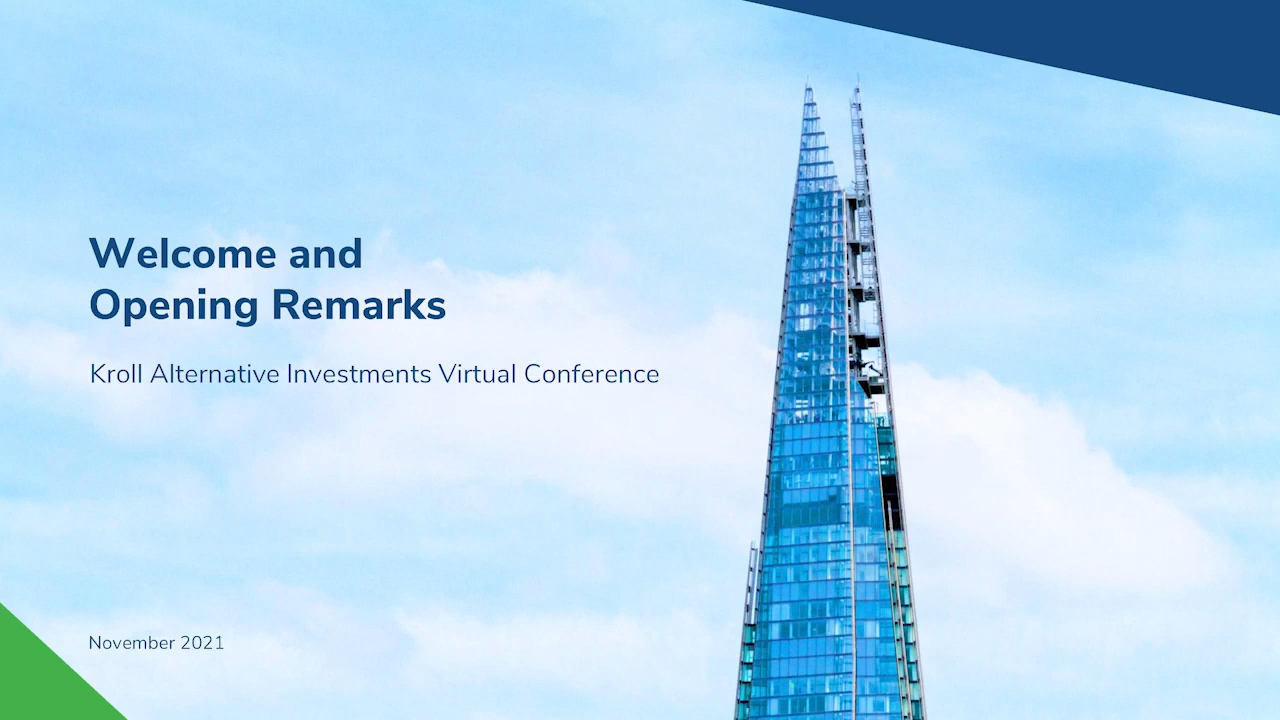 Welcome and
Opening Remarks
Kroll Alternative Investments Virtual Conference
November 2021